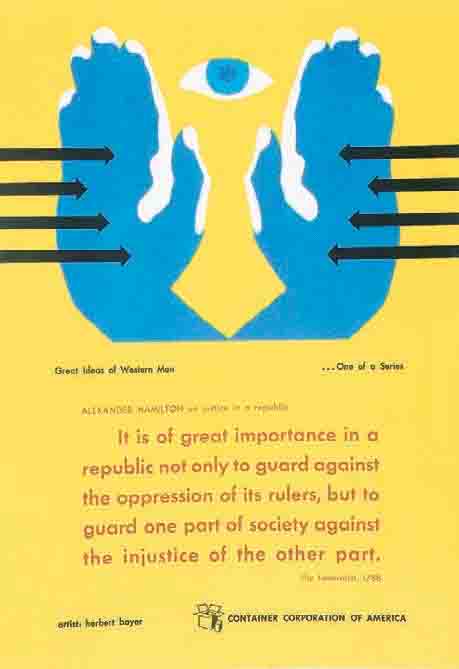 Great Ideas of Western Man
...One of a Series
ALEXANDER HAMILTON on justice in a republic
It is of great importance in a
republic not only to guard against
the oppression of its rulers, but to
guard one part of society against
the injustice of the other part.
The Federalist, 1788
artist: herbert bayer
CONTAINER CORPORATION OF AMERICA